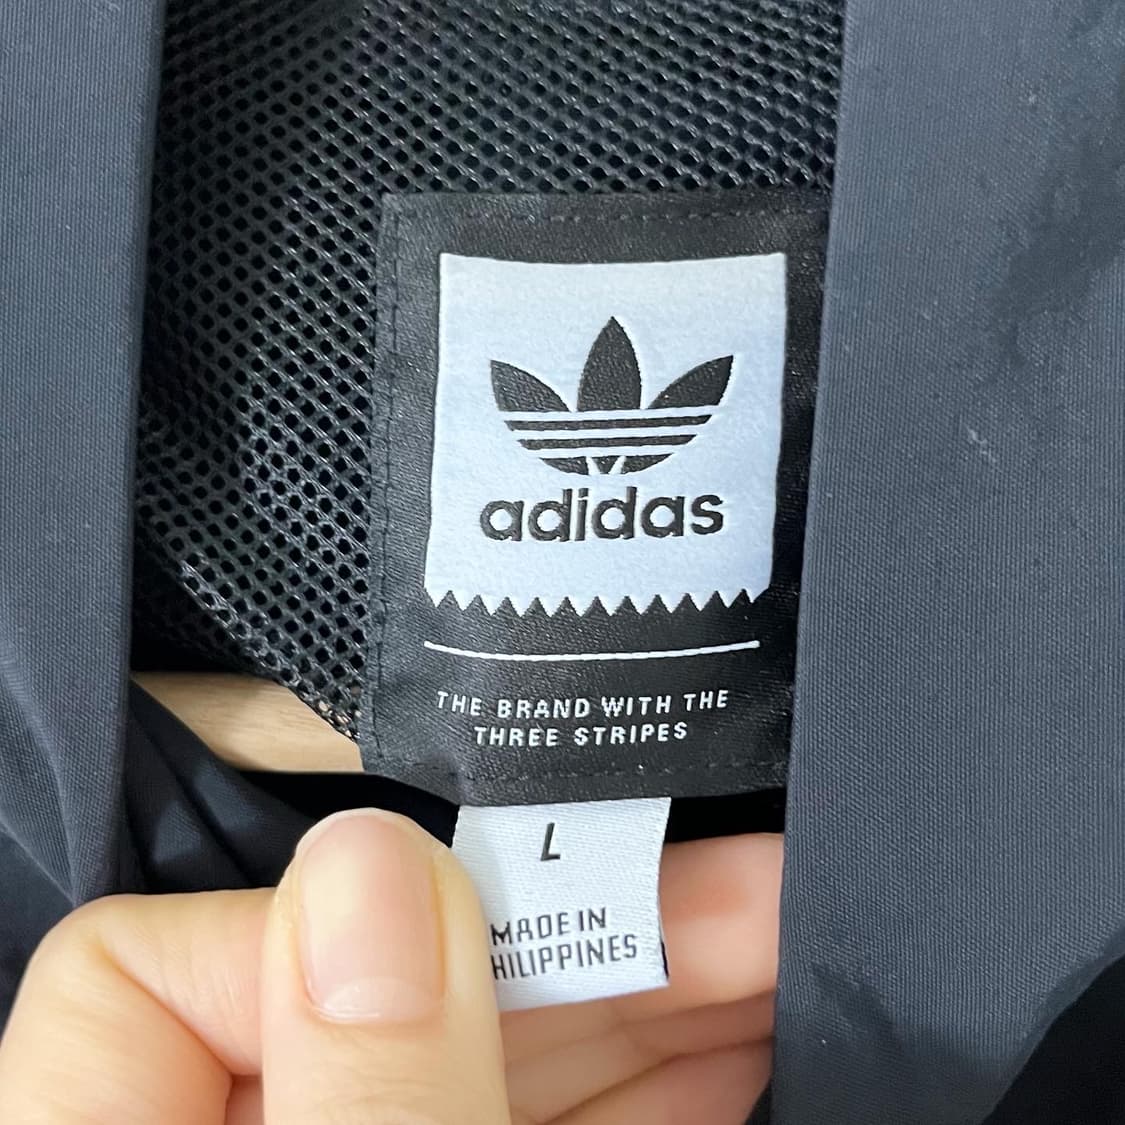 adidas
THE BRAND WITH THE
THREE STRIPES
L
MADE IN
HILIPPINES